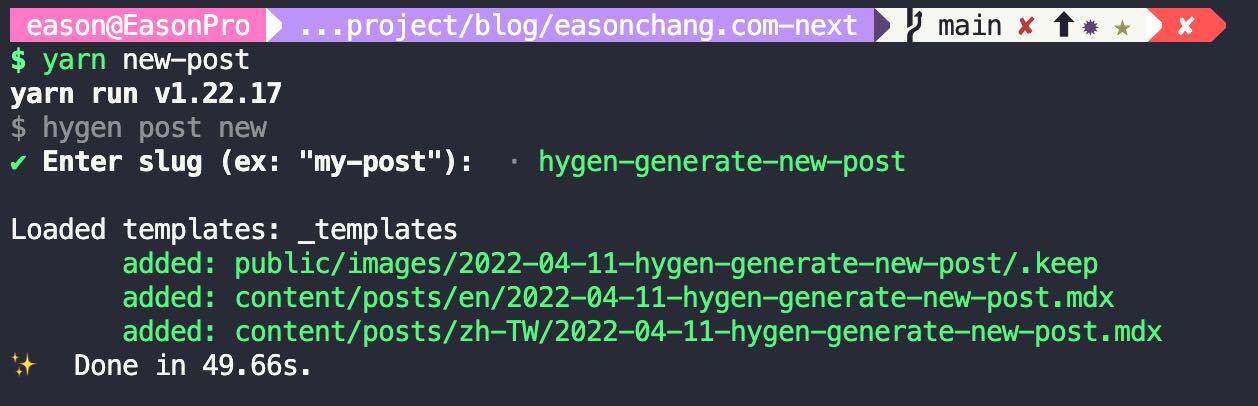 eason@EasonPro ...project/blog/easonchang.com-next main ✘ ⬆ ✹ ★ ✘
$ yarn new-post
yarn run v1.22.17
$ hygen post new
✔ Enter slug (ex: "my-post"): · hygen-generate-new-post
Loaded templates: _templates
added: public/images/2022-04-11-hygen-generate-new-post/.keep
added: content/posts/en/2022-04-11-hygen-generate-new-post.mdx
added: content/posts/zh-TW/2022-04-11-hygen-generate-new-post.mdx
✨ Done in 49.66s.